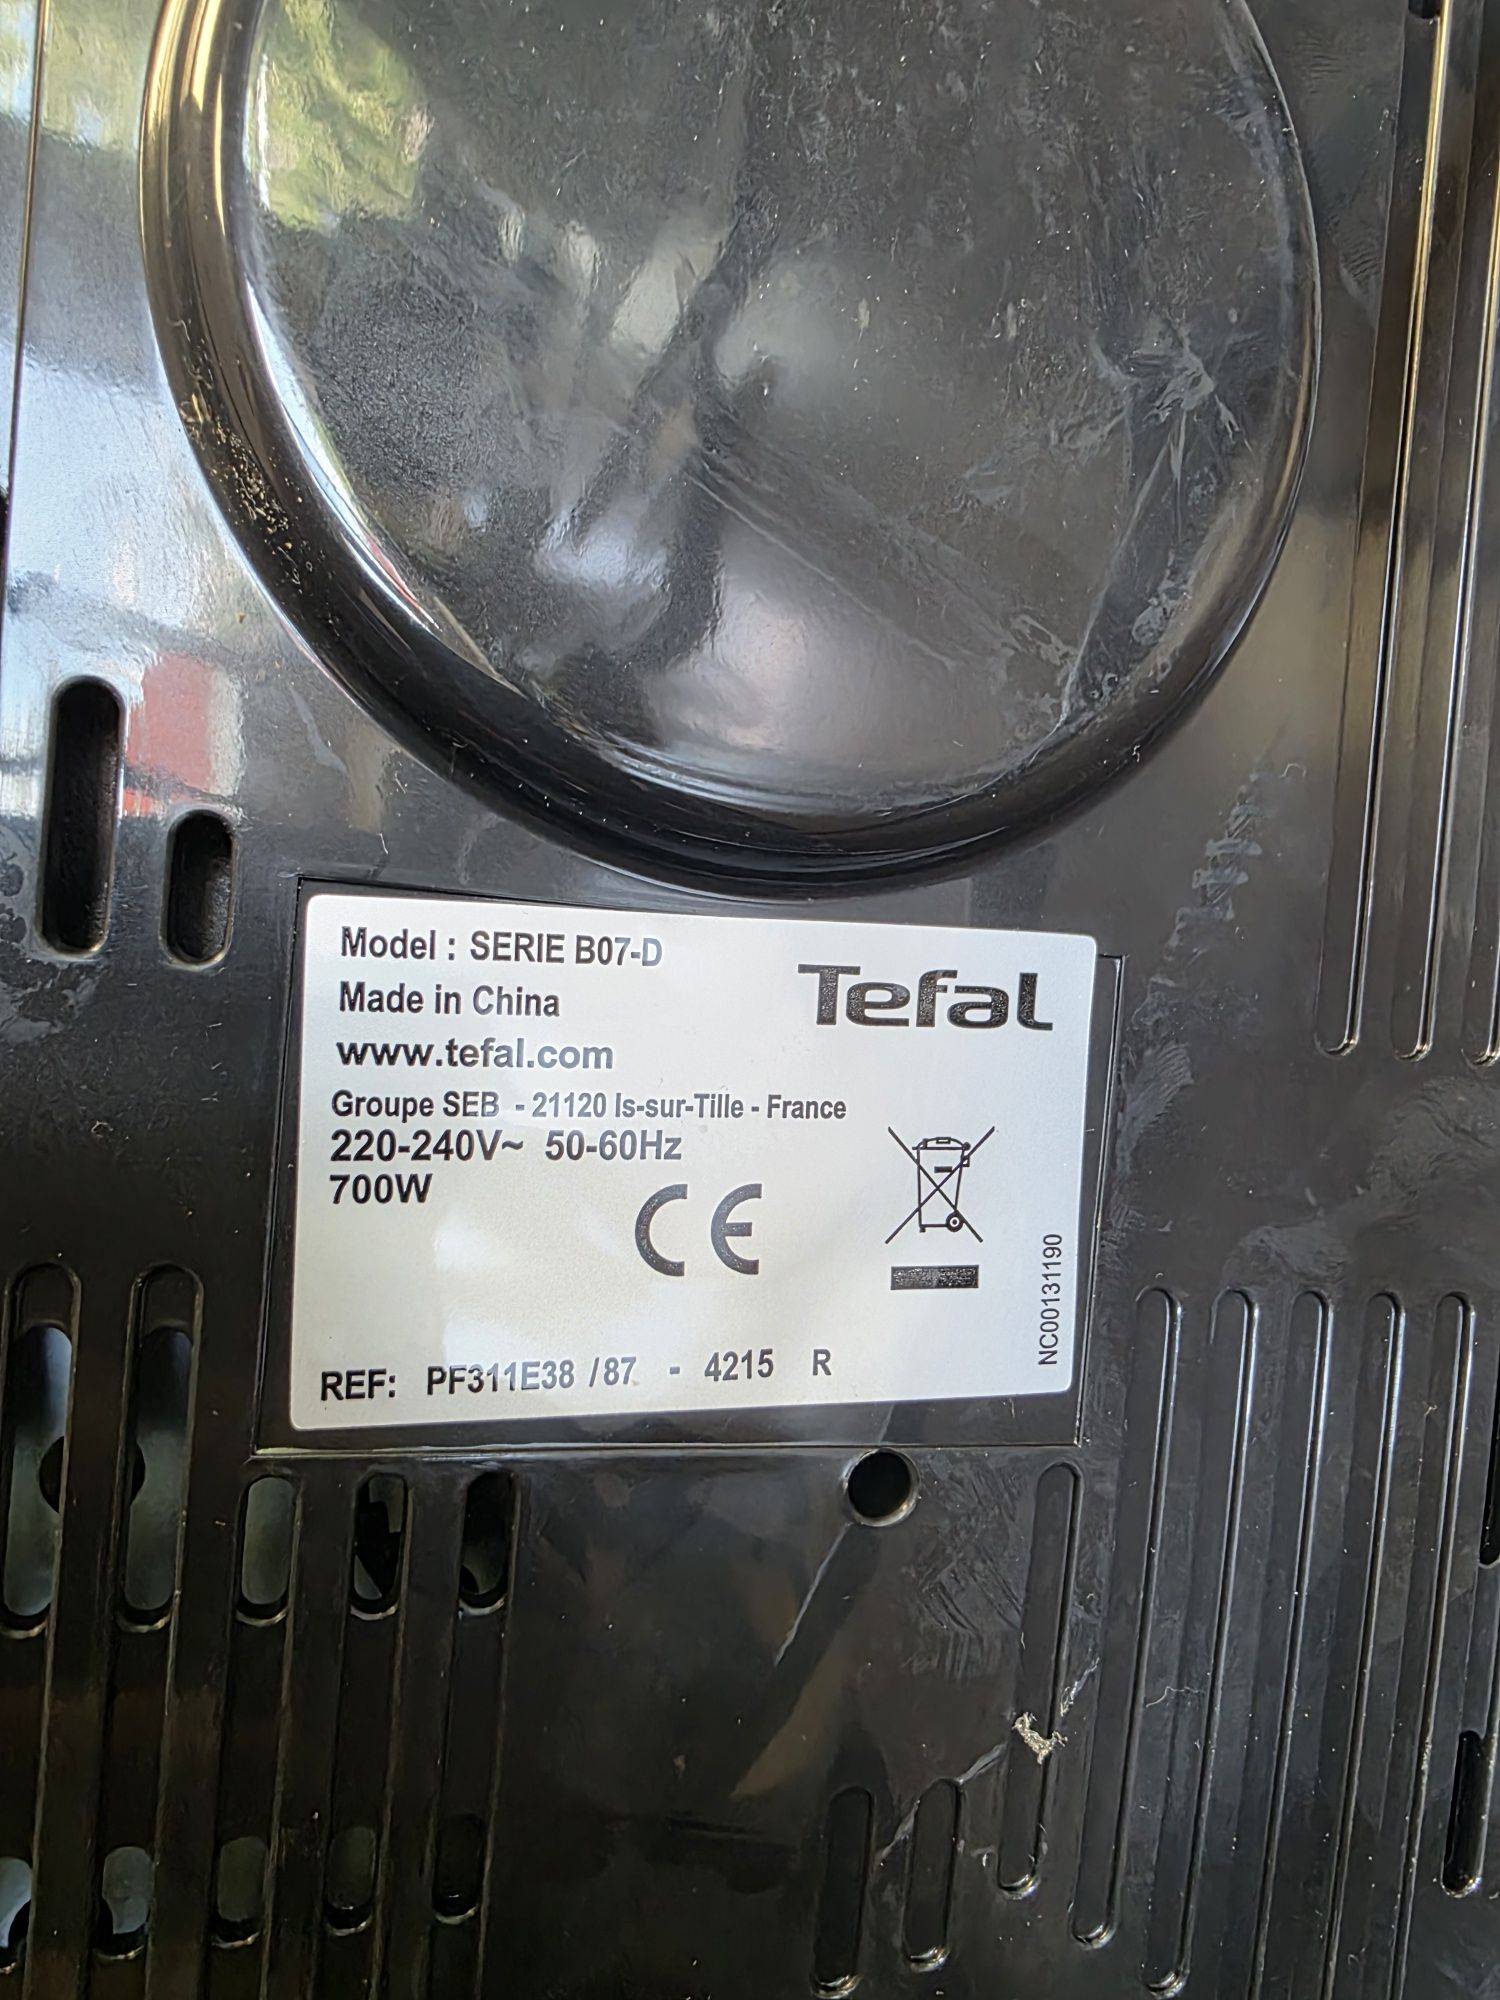 Model : SERIE B07-D
Tefal
Made in China
www.tefal.com
Groupe SEB - 21120 Is-sur-Tille - France
220-240V~ 50-60Hz
700W
CE
NC00131190
REF: PF311E38 /87 - 4215 R